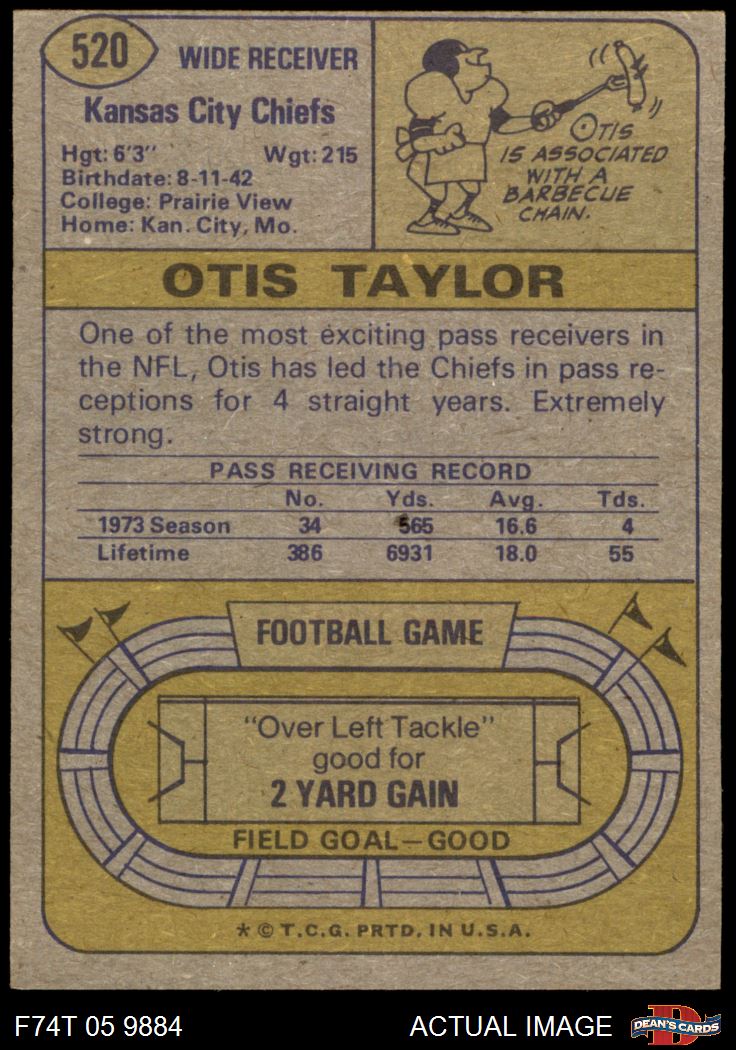 520
WIDE RECEIVER
Kansas City Chiefs
Hgt: 6'3" Wgt: 215
Birthdate: 8-11-42
College: Prairie View
Home: Kan. City, Mo.
OTIS
IS ASSOCIATED
WITH A
BARBECUE
CHAIN.
OTIS TAYLOR
One of the most exciting pass receivers in
the NFL, Otis has led the Chiefs in pass re-
ceptions for 4 straight years. Extremely
strong.
PASS RECEIVING RECORD
No. Yds. Avg. Tds.
1973 Season 34 565 16.6 4
Lifetime 386 6931 18.0 55
FOOTBALL GAME
"Over Left Tackle"
good for
2 YARD GAIN
FIELD GOAL—GOOD
* © T.C.G. PRTD. IN U.S.A.
F74T 05 9884 ACTUAL IMAGE DEAN'S CARDS